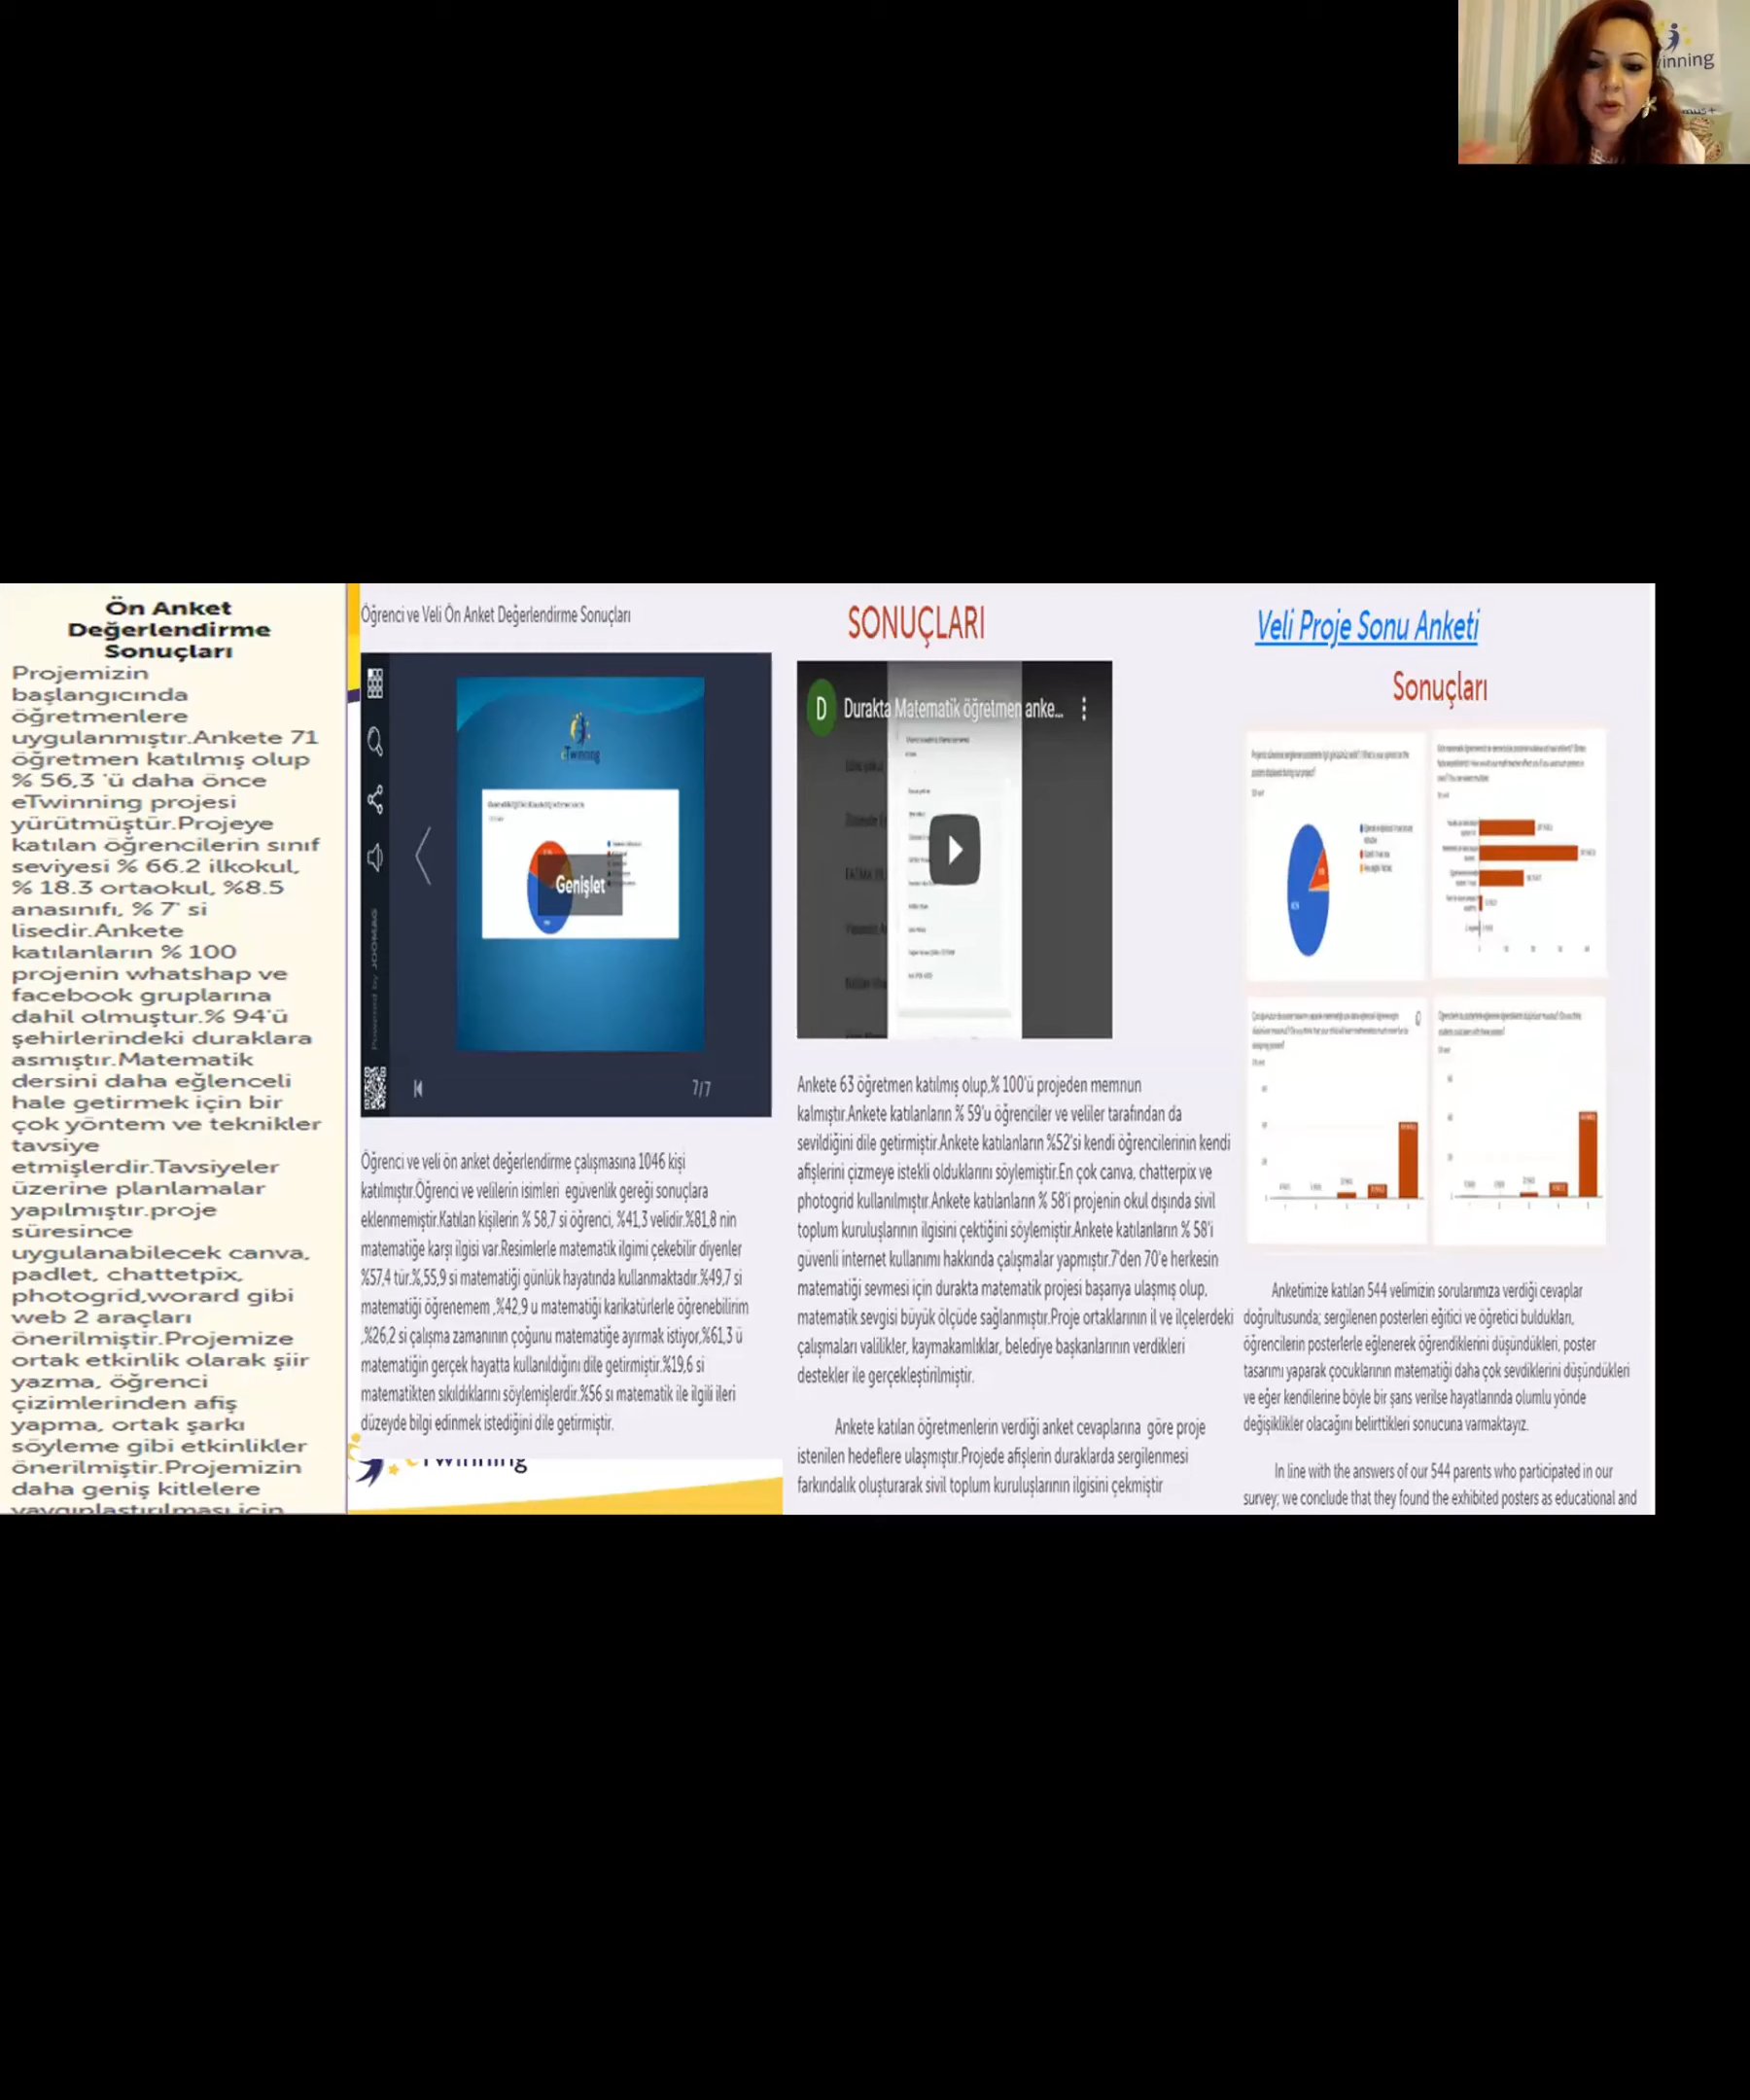 winning
mus+
Ön Anket
Değerlendirme
Sonuçları
Projemizin
başlangıcında
öğretmenlere
uygulanmıştır.Ankete 71
öğretmen katılmış olup
% 56,3 'ü daha önce
eTwinning projesi
yürütmüştür.Projeye
katılan öğrencilerin sınıf
seviyesi % 66.2 ilkokul,
% 18.3 ortaokul, %8.5
anasınıfı, % 7' si
lisedir.Ankete
katılanların % 100
projenin whatshap ve
facebook gruplarına
dahil olmuştur.% 94'ü
şehirlerindeki duraklara
asmıştır.Matematik
dersini daha eğlenceli
hale getirmek için bir
çok yöntem ve teknikler
tavsiye
etmişlerdir.Tavsiyeler
üzerine planlamalar
yapılmıştır.proje
süresince
uygulanabilecek canva,
padlet, chattetpix,
photogrid,worard gibi
web 2 araçları
önerilmiştir.Projemize
ortak etkinlik olarak şiir
yazma, öğrenci
çizimlerinden afiş
yapma, ortak şarkı
söyleme gibi etkinlikler
önerilmiştir.Projemizin
daha geniş kitlelere
yaygınlaştırılması için
Öğrenci ve Veli Ön Anket Değerlendirme Sonuçları
eTwinning
Genişlet
Powered by JOOMAG
7/7
Öğrenci ve veli ön anket değerlendirme çalışmasına 1046 kişi
katılmıştır.Öğrenci ve velilerin isimleri egüvenlik gereği sonuçlara
eklenmemiştir.Katılan kişilerin % 58,7 si öğrenci, %41,3 velidir.%81,8 nin
matematiğe karşı ilgisi var.Resimlerle matematik ilgimi çekebilir diyenler
%57,4 tür.%,55,9 si matematiği günlük hayatında kullanmaktadır.%49,7 si
matematiği öğrenemem ,%42.9 u matematiği karikatürlerle öğrenebilirim
,%26,2 si çalışma zamanının çoğunu matematiğe ayırmak istiyor,%61,3 ü
matematiğin gerçek hayatta kullanıldığını dile getirmiştir.%19,6 si
matematikten sıkıldıklarını söylemişlerdir.%56 sı matematik ile ilgili ileri
düzeyde bilgi edinmek istediğini dile getirmiştir.
eTwinning
SONUÇLARI
D Durakta Matematik öğretmen anke...
Ankete 63 öğretmen katılmış olup,% 100'ü projeden memnun
kalmıştır.Ankete katılanların % 59'u öğrenciler ve veliler tarafından da
sevildiğini dile getirmiştir.Ankete katılanların %52'si kendi öğrencilerinin kendi
afişlerini çizmeye istekli olduklarını söylemiştir.En çok canva, chatterpix ve
photogrid kullanılmıştır.Ankete katılanların % 58'i projenin okul dışında sivil
toplum kuruluşlarının ilgisini çektiğini söylemiştir.Ankete katılanların % 58'i
güvenli internet kullanımı hakkında çalışmalar yapmıştır.7'den 70'e herkesin
matematiği sevmesi için durakta matematik projesi başarıya ulaşmış olup,
matematik sevgisi büyük ölçüde sağlanmıştır.Proje ortaklarının il ve ilçelerdeki
çalışmaları valilikler, kaymakamlıklar, belediye başkanlarının verdikleri
destekler ile gerçekleştirilmiştir.
Ankete katılan öğretmenlerin verdiği anket cevaplarına göre proje
istenilen hedeflere ulaşmıştır.Projede afişlerin duraklarda sergilenmesi
farkındalık oluşturarak sivil toplum kuruluşlarının ilgisini çekmiştir
Veli Proje Sonu Anketi
Sonuçları
Anketimize katılan 544 velimizin sorularımıza verdiği cevaplar
doğrultusunda; sergilenen posterleri eğitici ve öğretici buldukları,
öğrencilerin posterlerle eğlenerek öğrendiklerini düşündükleri, poster
tasarımı yaparak çocuklarının matematiği daha çok sevdiklerini düşündükleri
ve eğer kendilerine böyle bir şans verilse hayatlarında olumlu yönde
değişiklikler olacağını belirttikleri sonucuna varmaktayız.
In line with the answers of our 544 parents who participated in our
survey; we conclude that they found the exhibited posters as educational and